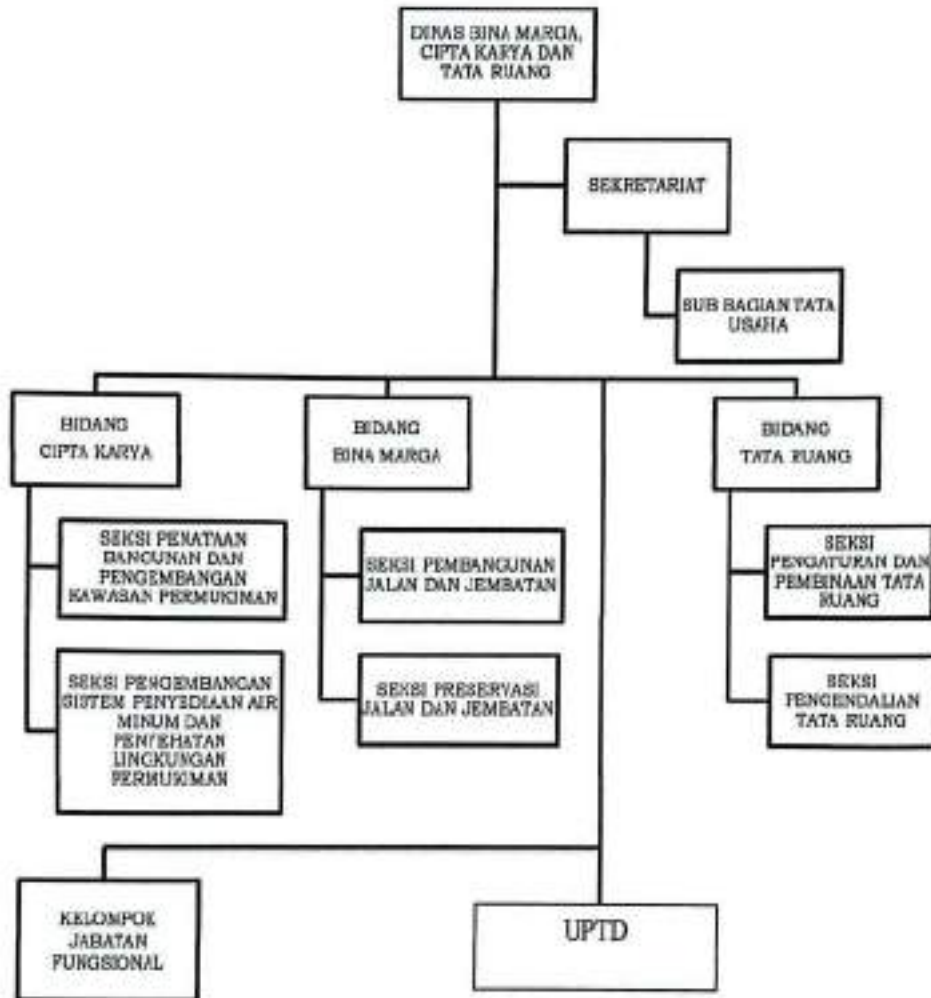 DINAS BINA MARGA,
CIPTA KARYA DAN
TATA RUANG
SEKRETARIAT
SUB BAGIAN TATA
USAHA
BIDANG
CIPTA KARYA
BIDANG
BINA MARGA
BIDANG
TATA RUANG
SEKSI PENATAAN
BANGUNAN DAN
PENGEMBANGAN
KAWASAN PERMUKIMAN
SEKSI PEMBANGUNAN
JALAN DAN JEMBATAN
SEKSI
PENGATURAN DAN
PEMBINAAN TATA
RUANG
SEKSI PENGEMBANGAN
SISTEM PENYEDIAAN AIR
MINUM DAN
PENYEHATAN
LINGKUNGAN
PERMUKIMAN
SEKSI PRESERVASI
JALAN DAN JEMBATAN
SEKSI
PENGENDALIAN
TATA RUANG
KELOMPOK
JABATAN
FUNGSIONAL
UPTD